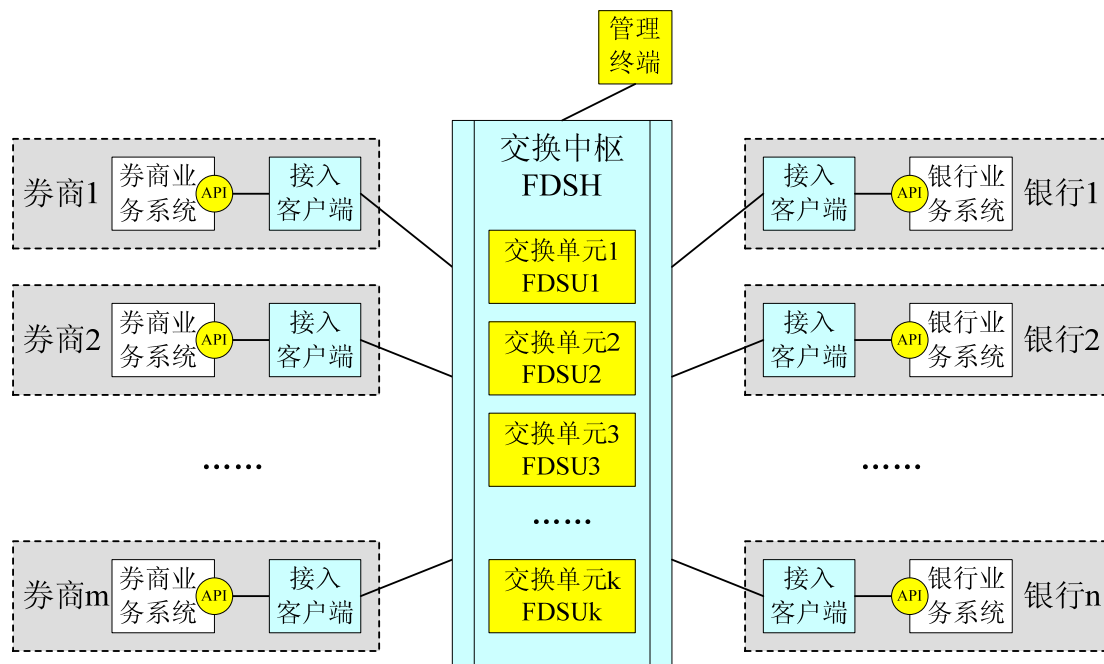 管理
终端
交换中枢
FDSH
券商1
券商业
务系统
API
接入
客户端
交换单元1
FDSU1
接入
客户端
API
银行业
务系统
银行1
券商2
券商业
务系统
API
接入
客户端
交换单元2
FDSU2
接入
客户端
API
银行业
务系统
银行2
交换单元3
FDSU3
……
……
……
券商m
券商业
务系统
API
接入
客户端
交换单元k
FDSUk
接入
客户端
API
银行业
务系统
银行n